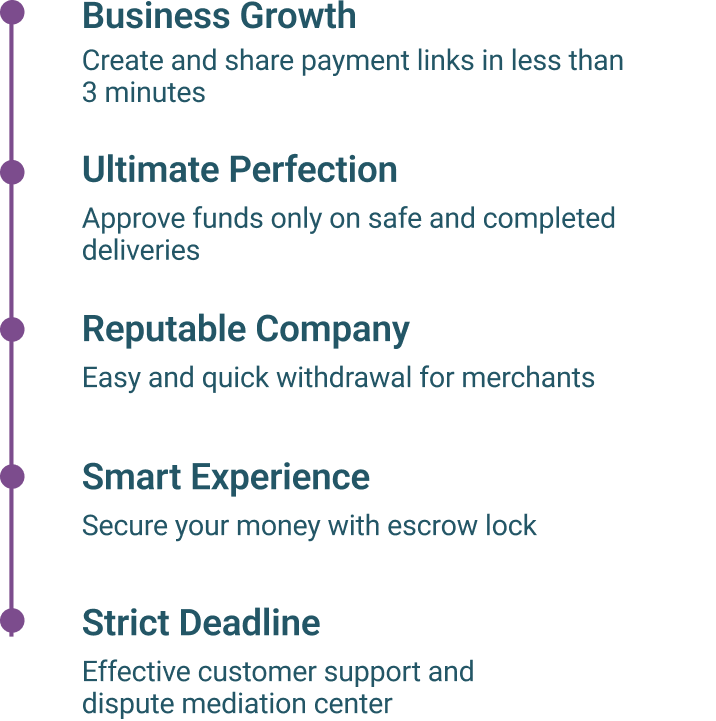 Business Growth
Create and share payment links in less than
3 minutes
Ultimate Perfection
Approve funds only on safe and completed
deliveries
Reputable Company
Easy and quick withdrawal for merchants
Smart Experience
Secure your money with escrow lock
Strict Deadline
Effective customer support and
dispute mediation center